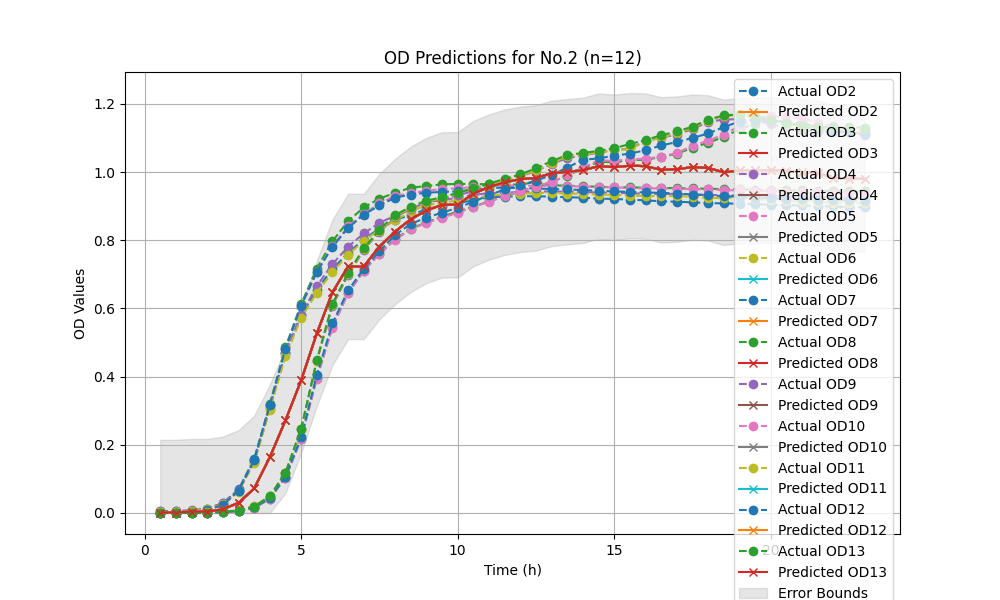 OD Predictions for No.2 (n=12)
OD Values
1.2
1.0
0.8
0.6
0.4
0.2
0.0
0
5
10
15
20
Time (h)
Actual OD2
Predicted OD2
Actual OD3
Predicted OD3
Actual OD4
Predicted OD4
Actual OD5
Predicted OD5
Actual OD6
Predicted OD6
Actual OD7
Predicted OD7
Actual OD8
Predicted OD8
Actual OD9
Predicted OD9
Actual OD10
Predicted OD10
Actual OD11
Predicted OD11
Actual OD12
Predicted OD12
Actual OD13
Predicted OD13
Error Bounds